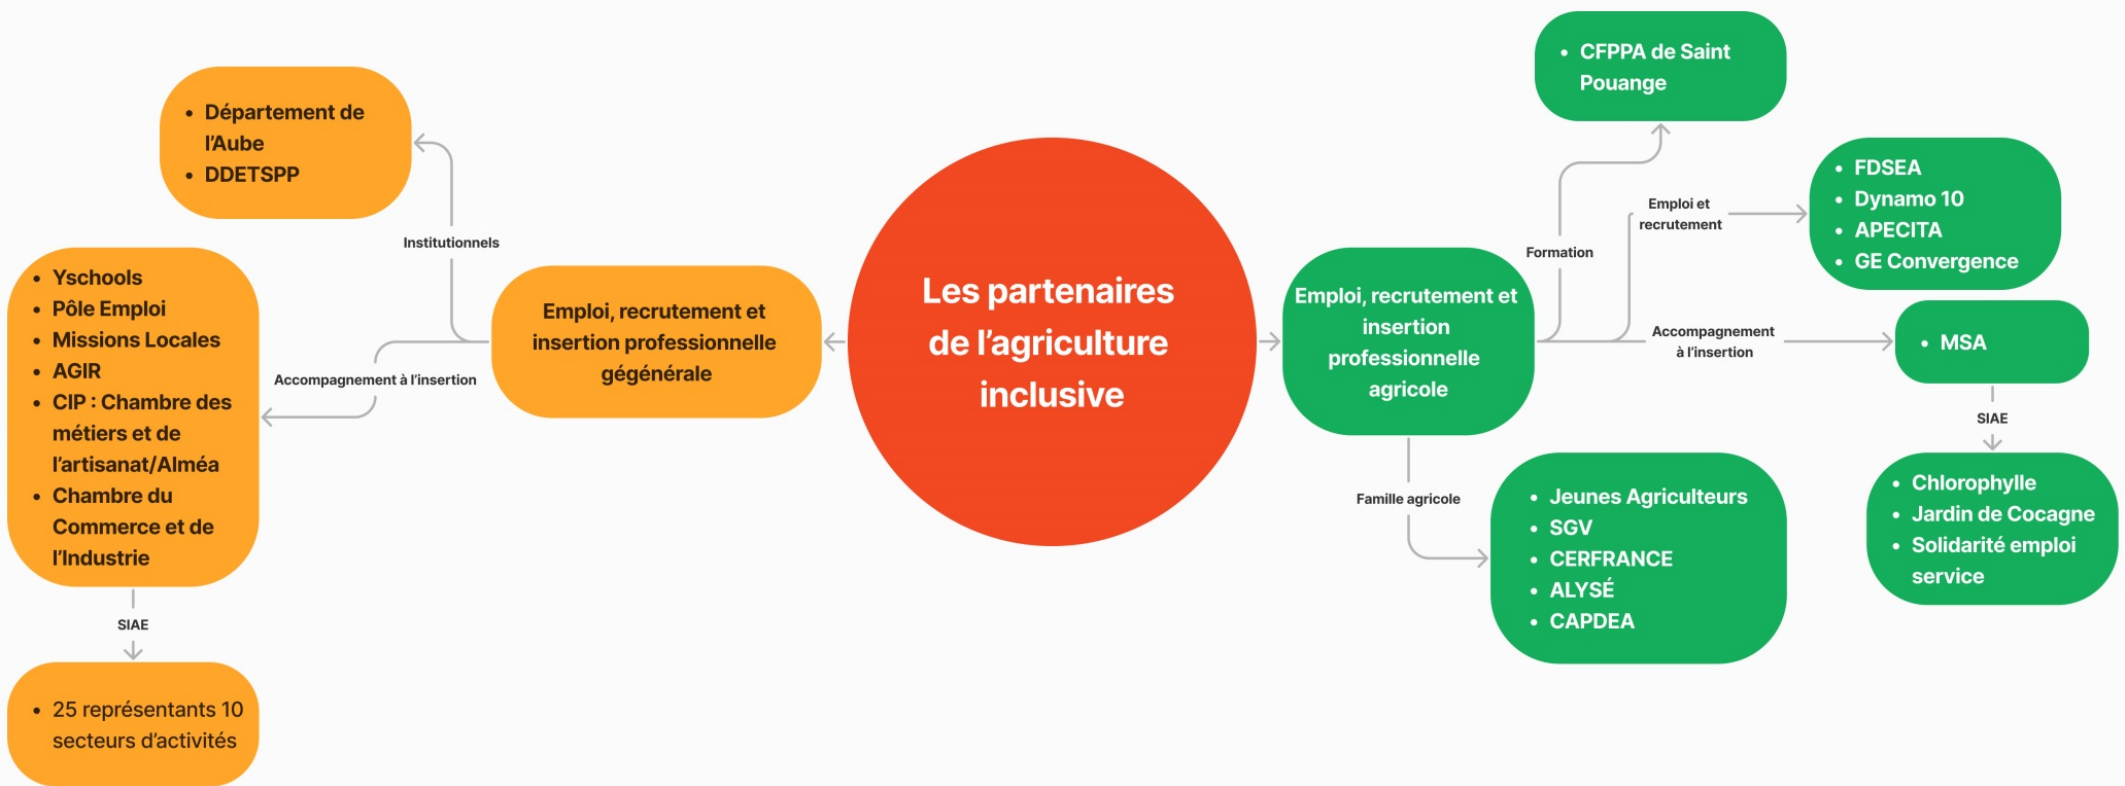 Les partenaires
de l’agriculture
inclusive
Emploi, recrutement et
insertion professionnelle
gégénérale
Institutionnels
• Département de
l’Aube
• DDETSPP
Accompagnement à l’insertion
• Yschools
• Pôle Emploi
• Missions Locales
• AGIR
• CIP : Chambre des
métiers et de
l’artisanat/Alméa
• Chambre du
Commerce et de
l’Industrie
SIAE
• 25 représentants 10
secteurs d’activités
Emploi, recrutement et
insertion
professionnelle
agricole
Formation
• CFPPA de Saint
Pouange
Emploi et
recrutement
• FDSEA
• Dynamo 10
• APECITA
• GE Convergence
Accompagnement
à l’insertion
• MSA
SIAE
• Chlorophylle
• Jardin de Cocagne
• Solidarité emploi
service
Famille agricole
• Jeunes Agriculteurs
• SGV
• CERFRANCE
• ALYSÉ
• CAPDEA